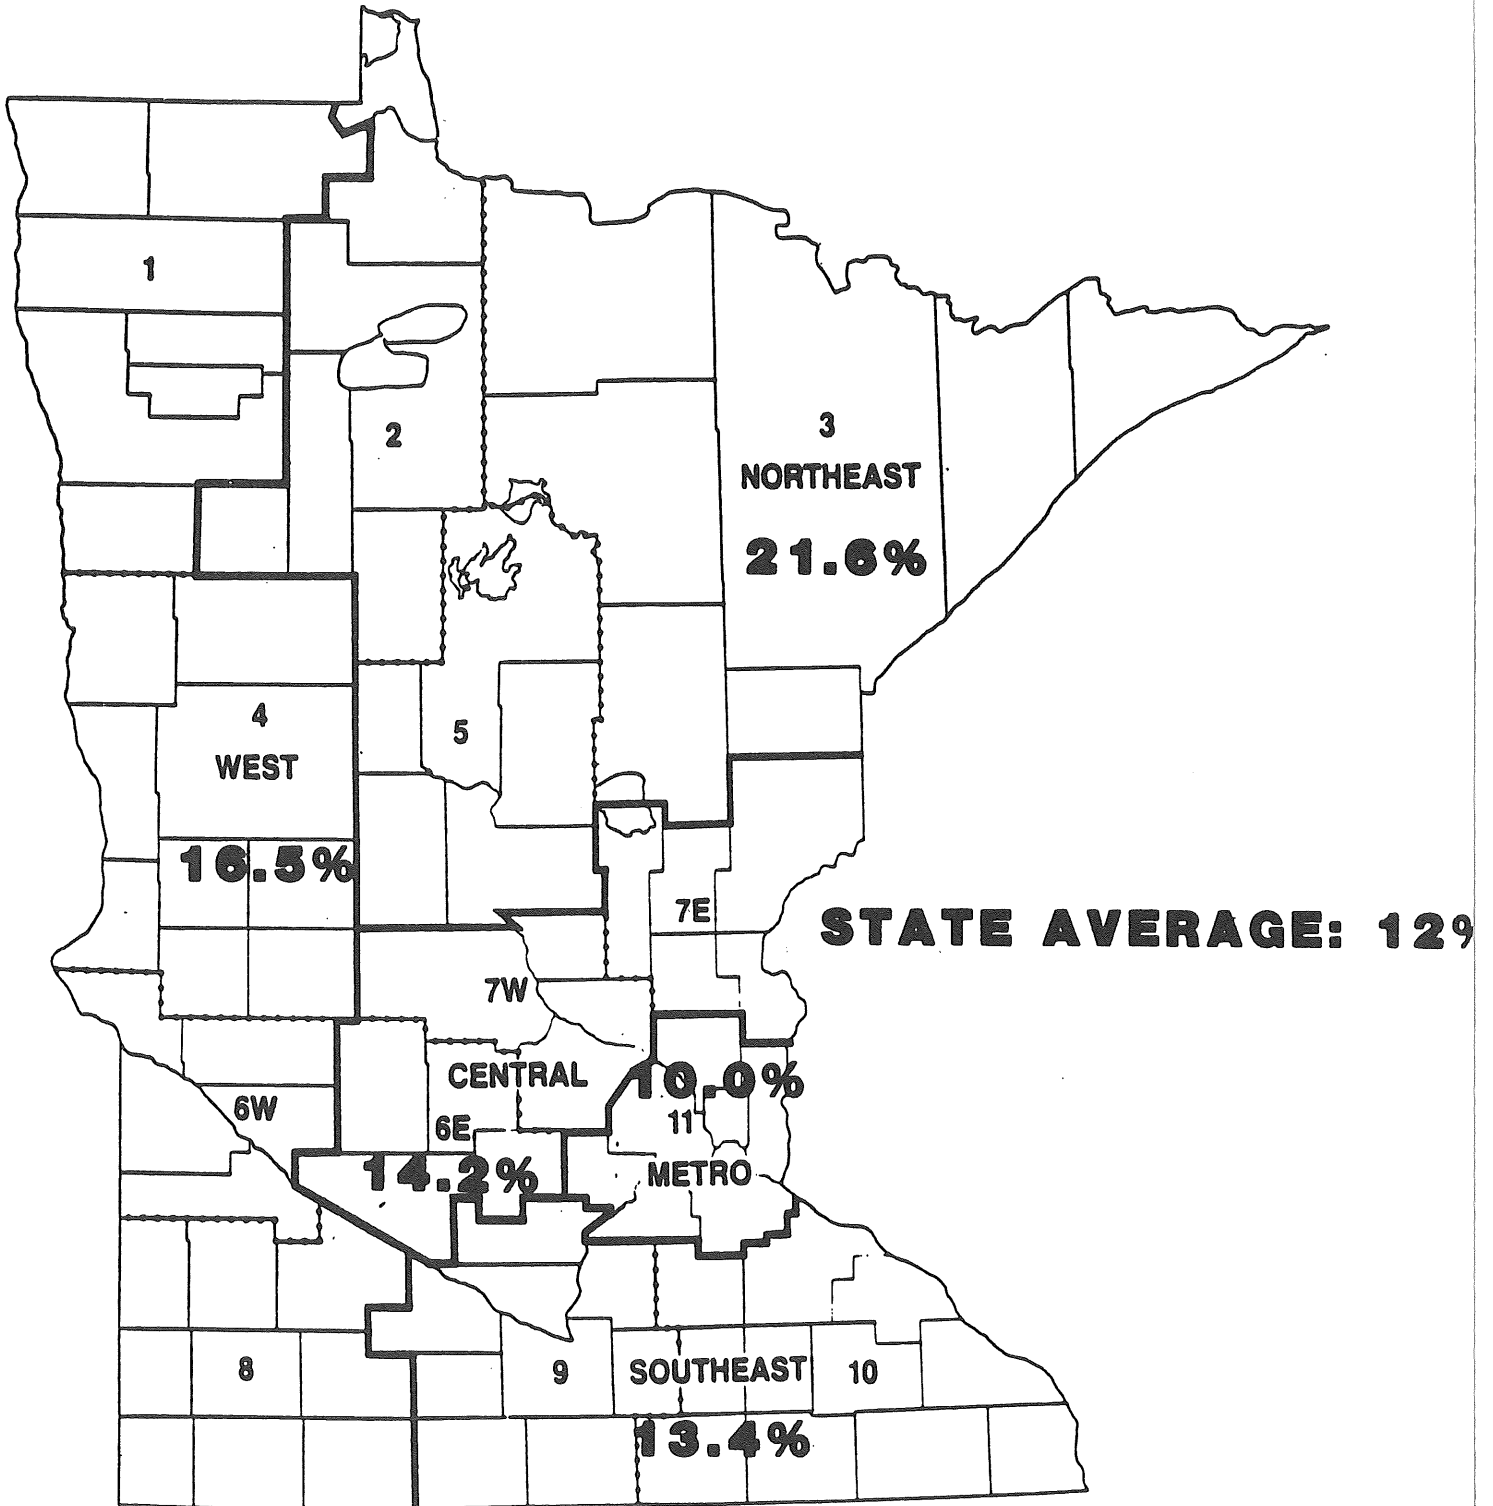 1
2
3
NORTHEAST
21.6%
4
WEST
5
16.5%
7E
STATE AVERAGE: 12%
7W
CENTRAL
10.0%
6W
6E
11
14.2%
METRO
8
9
SOUTHEAST
10
13.4%